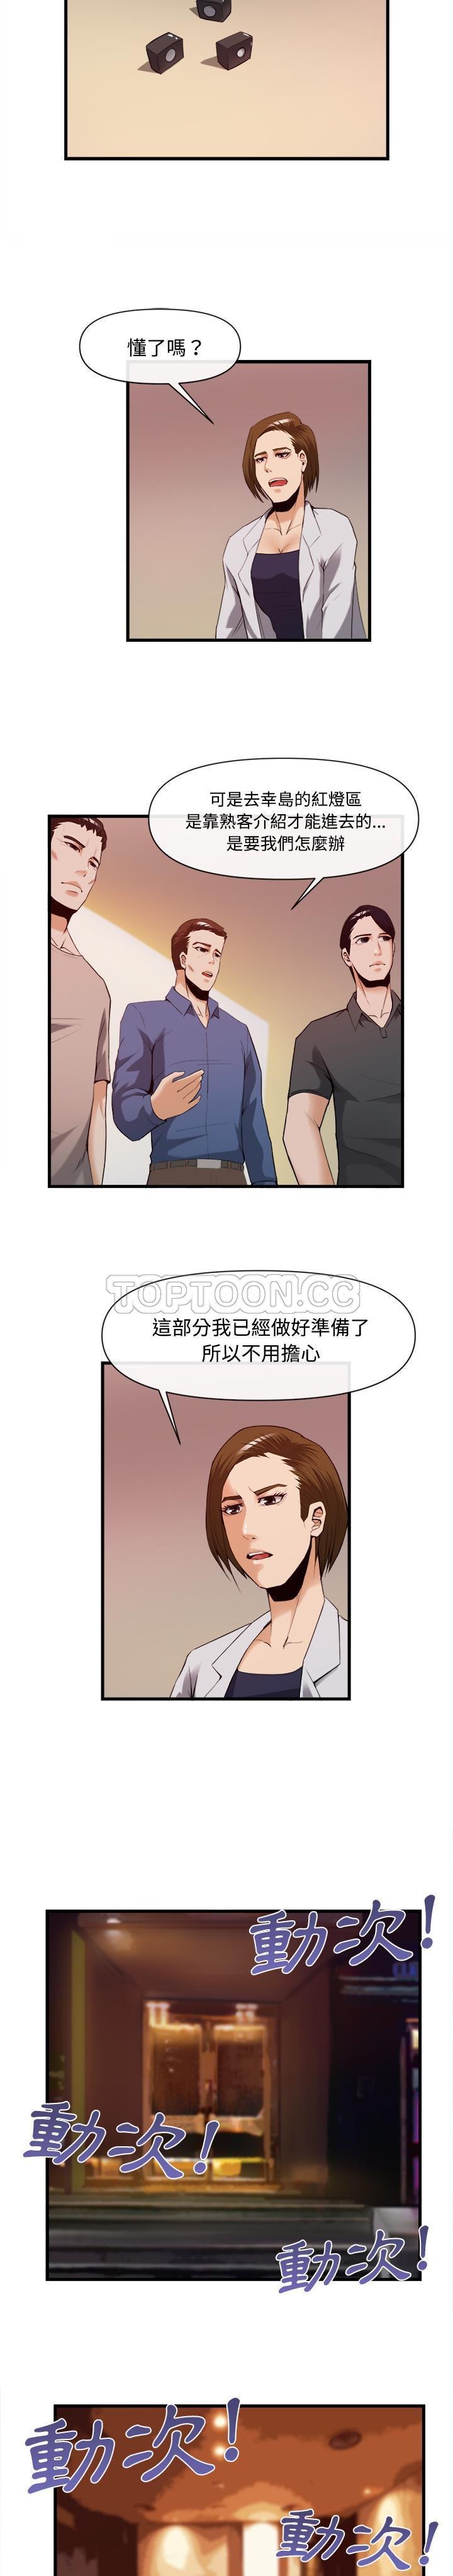 懂了嗎？
可是去幸島的紅燈區
是靠熟客介紹才能進去的...
是要我們怎麼辦
TOPTOON.CC
這部分我已經做好準備了
所以不用擔心
動次!
動次!
動次!
動次!
動次!